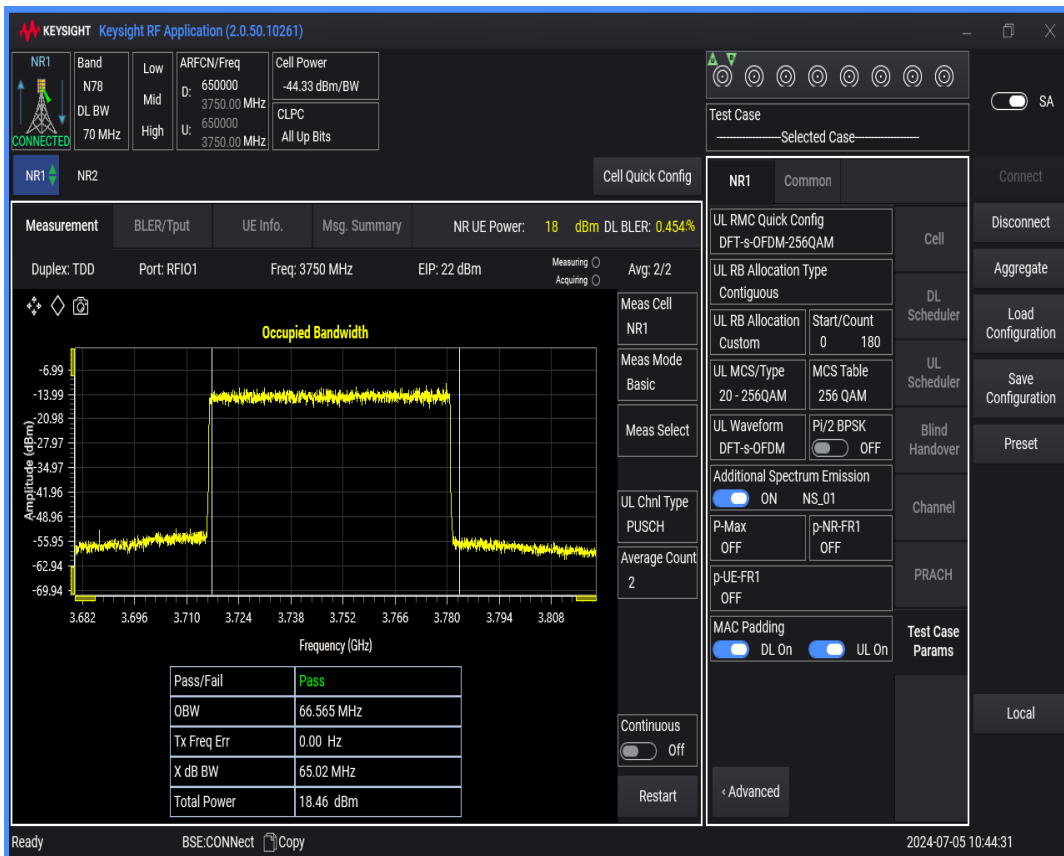 KEYSIGHT Keysight RF Application (2.0.50.10261)
NR1
CONNECTED
Band
N78
DL BW
70 MHz
Low
Mid
High
ARFCN/Freq
D: 650000
3750.00 MHz
U: 650000
3750.00 MHz
Cell Power
-44.33 dBm/BW
CLPC
All Up Bits
Test Case
-------------------Selected Case-------------------
SA
NR1 NR2 Cell Quick Config
NR1 Common
Connect
Disconnect
Aggregate
Load
Configuration
Save
Configuration
Preset
Local
Measurement BLER/Tput UE Info. Msg. Summary NR UE Power: 18 dBm DL BLER: 0.454%
Duplex: TDD Port: RFIO1 Freq: 3750 MHz EIP: 22 dBm Measuring Avg: 2/2
Acquiring
Occupied Bandwidth
Amplitude (dBm)
-6.99
-13.99
-20.98
-27.97
-34.97
-41.96
-48.96
-55.95
-62.94
-69.94
3.682 3.696 3.710 3.724 3.738 3.752 3.766 3.780 3.794 3.808
Frequency (GHz)
Pass/Fail Pass
OBW 66.565 MHz
Tx Freq Err 0.00 Hz
X dB BW 65.02 MHz
Total Power 18.46 dBm
Meas Cell
NR1
Meas Mode
Basic
Meas Select
UL Chnl Type
PUSCH
Average Count
2
Continuous
Off
Restart
UL RMC Quick Config
DFT-s-OFDM-256QAM
UL RB Allocation Type
Contiguous
UL RB Allocation Start/Count
Custom 0 180
UL MCS/Type MCS Table
20 - 256QAM 256 QAM
UL Waveform Pi/2 BPSK
DFT-s-OFDM OFF
Additional Spectrum Emission
ON NS_01
P-Max p-NR-FR1
OFF OFF
p-UE-FR1
OFF
MAC Padding
DL On UL On
‹ Advanced
Cell
DL
Scheduler
UL
Scheduler
Blind
Handover
Channel
PRACH
Test Case
Params
Ready BSE:CONNect Copy 2024-07-05 10:44:31